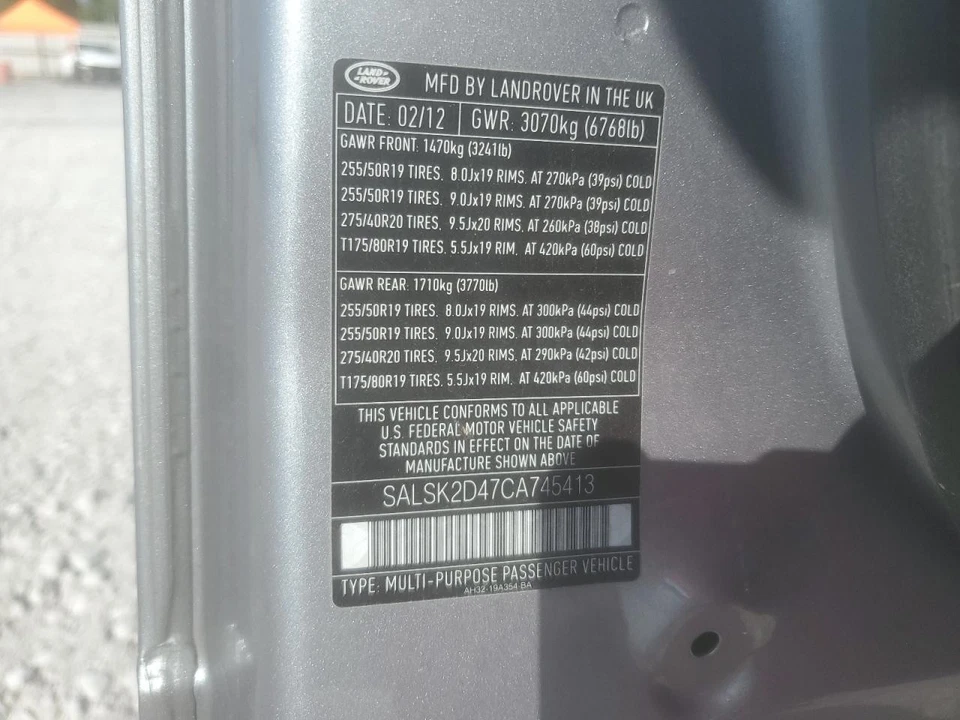 LAND ROVER
MFD BY LANDROVER IN THE UK
DATE: 02/12 GWR: 3070kg (6768lb)
GAWR FRONT: 1470kg (3241lb)
255/50R19 TIRES. 8.0Jx19 RIMS. AT 270kPa (39psi) COLD
255/50R19 TIRES. 9.0Jx19 RIMS. AT 270kPa (39psi) COLD
275/40R20 TIRES. 9.5Jx20 RIMS. AT 260kPa (38psi) COLD
T175/80R19 TIRES. 5.5Jx19 RIM. AT 420kPa (60psi) COLD
GAWR REAR: 1710kg (3770lb)
255/50R19 TIRES. 8.0Jx19 RIMS. AT 300kPa (44psi) COLD
255/50R19 TIRES. 9.0Jx19 RIMS. AT 300kPa (44psi) COLD
275/40R20 TIRES. 9.5Jx20 RIMS. AT 290kPa (42psi) COLD
T175/80R19 TIRES. 5.5Jx19 RIM. AT 420kPa (60psi) COLD
THIS VEHICLE CONFORMS TO ALL APPLICABLE
U.S. FEDERAL MOTOR VEHICLE SAFETY
STANDARDS IN EFFECT ON THE DATE OF
MANUFACTURE SHOWN ABOVE
SALSK2D47CA745413
TYPE: MULTI-PURPOSE PASSENGER VEHICLE
AH32-19A354-BA